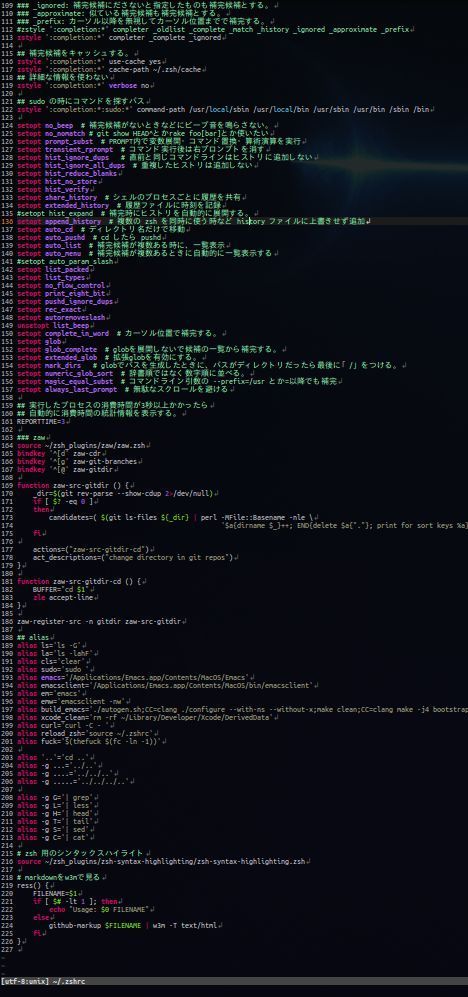 109 ### _ignored: 補完候補にださないと指定したものも補完候補とする。
110 ### _approximate: 似ている補完候補も補完候補とする。
111 ### _prefix: カーソル以降を無視してカーソル位置までで補完する。
112 #zstyle ':completion:*' completer _oldlist _complete _match _history _ignored _approximate _prefix
113 zstyle ':completion:*' completer _complete _ignored
114
115 ## 補完候補をキャッシュする。
116 zstyle ':completion:*' use-cache yes
117 zstyle ':completion:*' cache-path ~/.zsh/cache
118 ## 詳細な情報を使わない
119 zstyle ':completion:*' verbose no
120
121 ## sudo の時にコマンドを探すパス
122 zstyle ':completion:*:sudo:*' command-path /usr/local/sbin /usr/local/bin /usr/sbin /usr/bin /sbin /bin
123
124 setopt no_beep # 補完候補がないときなどにビープ音を鳴らさない。
125 setopt no_nomatch # git show HEAD^とかrake foo[bar]とか使いたい
126 setopt prompt_subst # PROMPT内で変数展開・コマンド置換・算術演算を実行
127 setopt transient_rprompt # コマンド実行後は右プロンプトを消す
128 setopt hist_ignore_dups # 直前と同じコマンドラインはヒストリに追加しない
129 setopt hist_ignore_all_dups # 重複したヒストリは追加しない
130 setopt hist_reduce_blanks
131 setopt hist_no_store
132 setopt hist_verify
133 setopt share_history # シェルのプロセスごとに履歴を共有
134 setopt extended_history # 履歴ファイルに時刻を記録
135 #setopt hist_expand # 補完時にヒストリを自動的に展開する。
136 setopt append_history # 複数の zsh を同時に使う時など history ファイルに上書きせず追加
137 setopt auto_cd # ディレクトリ名だけで移動
138 setopt auto_pushd # cd したら pushd
139 setopt auto_list # 補完候補が複数ある時に、一覧表示
140 setopt auto_menu # 補完候補が複数あるときに自動的に一覧表示する
141 #setopt auto_param_slash
142 setopt list_packed
143 setopt list_types
144 setopt no_flow_control
145 setopt print_eight_bit
146 setopt pushd_ignore_dups
147 setopt rec_exact
148 setopt autoremoveslash
149 unsetopt list_beep
150 setopt complete_in_word # カーソル位置で補完する。
151 setopt glob
152 setopt glob_complete # globを展開しないで候補の一覧から補完する。
153 setopt extended_glob # 拡張globを有効にする。
154 setopt mark_dirs # globでパスを生成したときに、パスがディレクトリだったら最後に「/」をつける。
155 setopt numeric_glob_sort # 辞書順ではなく数字順に並べる。
156 setopt magic_equal_subst # コマンドライン引数の --prefix=/usr とか=以降でも補完
157 setopt always_last_prompt # 無駄なスクロールを避ける
158
159 ## 実行したプロセスの消費時間が3秒以上かかったら
160 ## 自動的に消費時間の統計情報を表示する。
161 REPORTTIME=3
162
163 ### zaw
164 source ~/zsh_plugins/zaw/zaw.zsh
165 bindkey '^[d' zaw-cdr
166 bindkey '^[g' zaw-git-branches
167 bindkey '^[@' zaw-gitdir
168
169 function zaw-src-gitdir () {
170 _dir=$(git rev-parse --show-cdup 2>/dev/null)
171 if [ $? -eq 0 ]
172 then
173 candidates=( $(git ls-files ${_dir} | perl -MFile::Basename -nle \
174 '$a{dirname $_}++; END{delete $a{"."}; print for sort keys %a}
175 fi
176
177 actions=("zaw-src-gitdir-cd")
178 act_descriptions=("change directory in git repos")
179 }
180
181 function zaw-src-gitdir-cd () {
182 BUFFER="cd $1"
183 zle accept-line
184 }
185
186 zaw-register-src -n gitdir zaw-src-gitdir
187
188 ## alias
189 alias ls='ls -G'
190 alias la='ls -lahF'
191 alias cls='clear'
192 alias sudo='sudo '
193 alias emacs='/Applications/Emacs.app/Contents/MacOS/Emacs'
194 alias emacsclient='/Applications/Emacs.app/Contents/MacOS/bin/emacsclient'
195 alias em='emacs'
196 alias emw='emacsclient -nw'
197 alias build_emacs='./autogen.sh;CC=clang ./configure --with-ns --without-x;make clean;CC=clang make -j4 bootstrap
198 alias xcode_clean='rm -rf ~/Library/Developer/Xcode/DerivedData'
199 alias curl='curl -C - '
200 alias reload_zsh='source ~/.zshrc'
201 alias fuck='$(thefuck $(fc -ln -1))'
202
203 alias '..'='cd ..'
204 alias -g ...='../..'
205 alias -g ....='../../..'
206 alias -g .....='../../../..'
207
208 alias -g G='| grep'
209 alias -g L='| less'
210 alias -g H='| head'
211 alias -g T='| tail'
212 alias -g S='| sed'
213 alias -g C='| cat'
214
215 # zsh 用のシンタックスハイライト
216 source ~/zsh_plugins/zsh-syntax-highlighting/zsh-syntax-highlighting.zsh
217
218 # markdownをw3mで見る
219 ress() {
220 FILENAME=$1
221 if [ $# -lt 1 ]; then
222 echo "Usage: $0 FILENAME"
223 else
224 github-markup $FILENAME | w3m -T text/html
225 fi
226 }
227
[utf-8:unix] ~/.zshrc